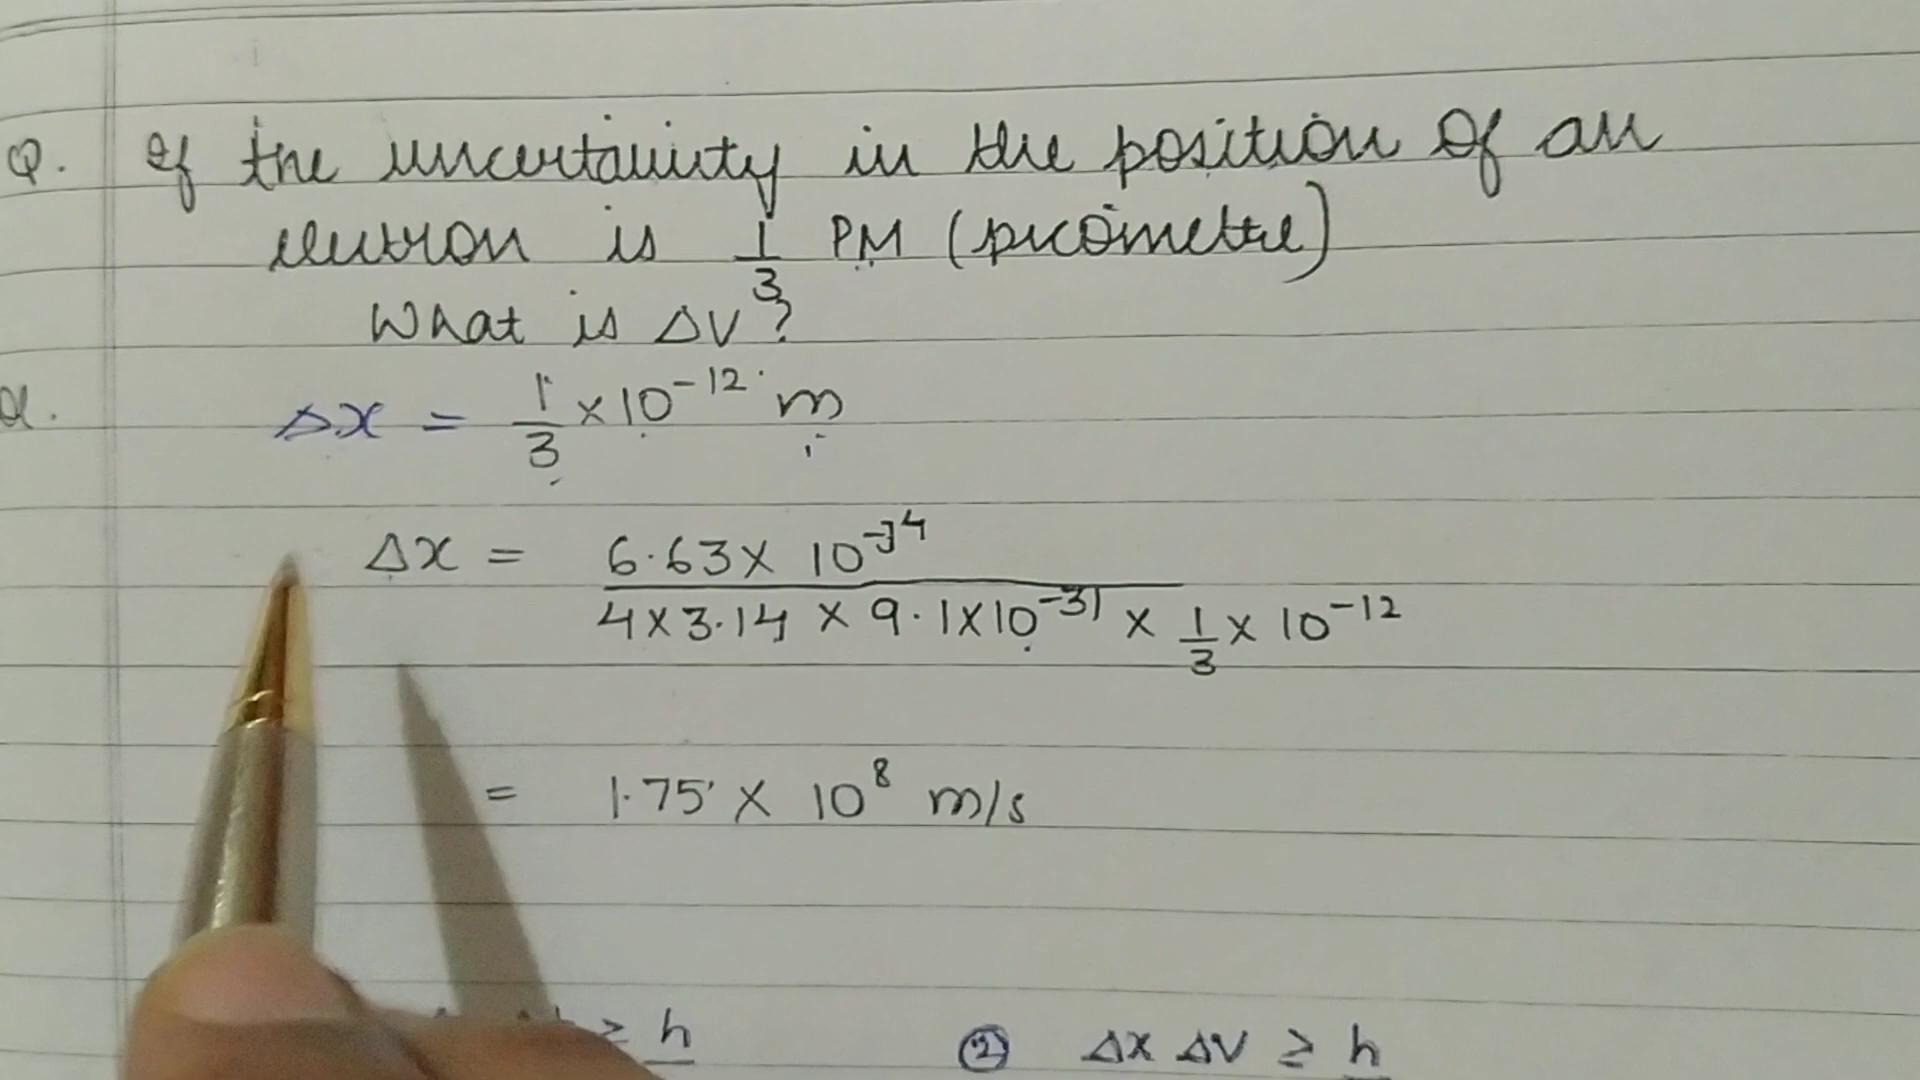 Q. If the uncertainity in the position of an
electron is 1/3 PM (picometre)
What is ΔV?
Δx = 1/3 × 10⁻¹² m
Δx = 6.63 × 10⁻³⁴ / 4 × 3.14 × 9.1 × 10⁻³¹ × 1/3 × 10⁻¹²
= 1.75 × 10⁸ m/s
≥ h
② Δx ΔV ≥ h